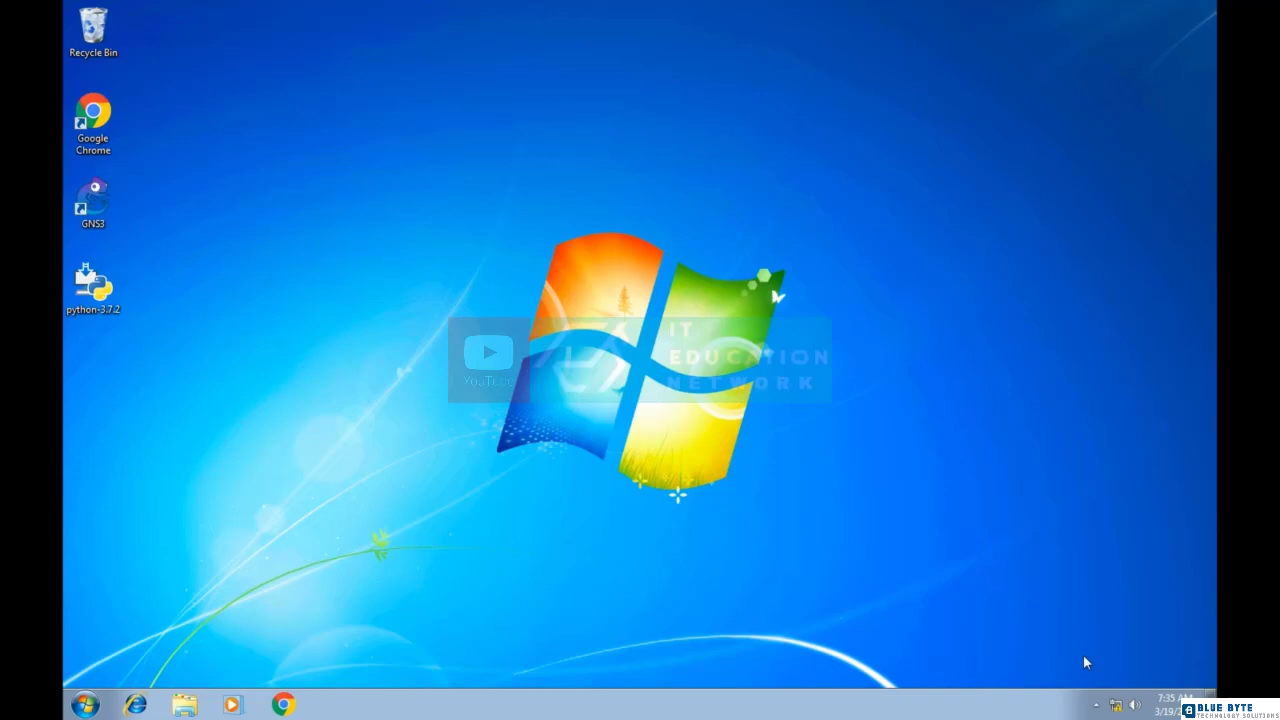 Recycle Bin
Google
Chrome
GNS3
python-3.7.2
YouTube
IT
EDUCATION
NETWORK
7:35 AM
3/19/2
BLUE BYTE
TECHNOLOGY SOLUTIONS